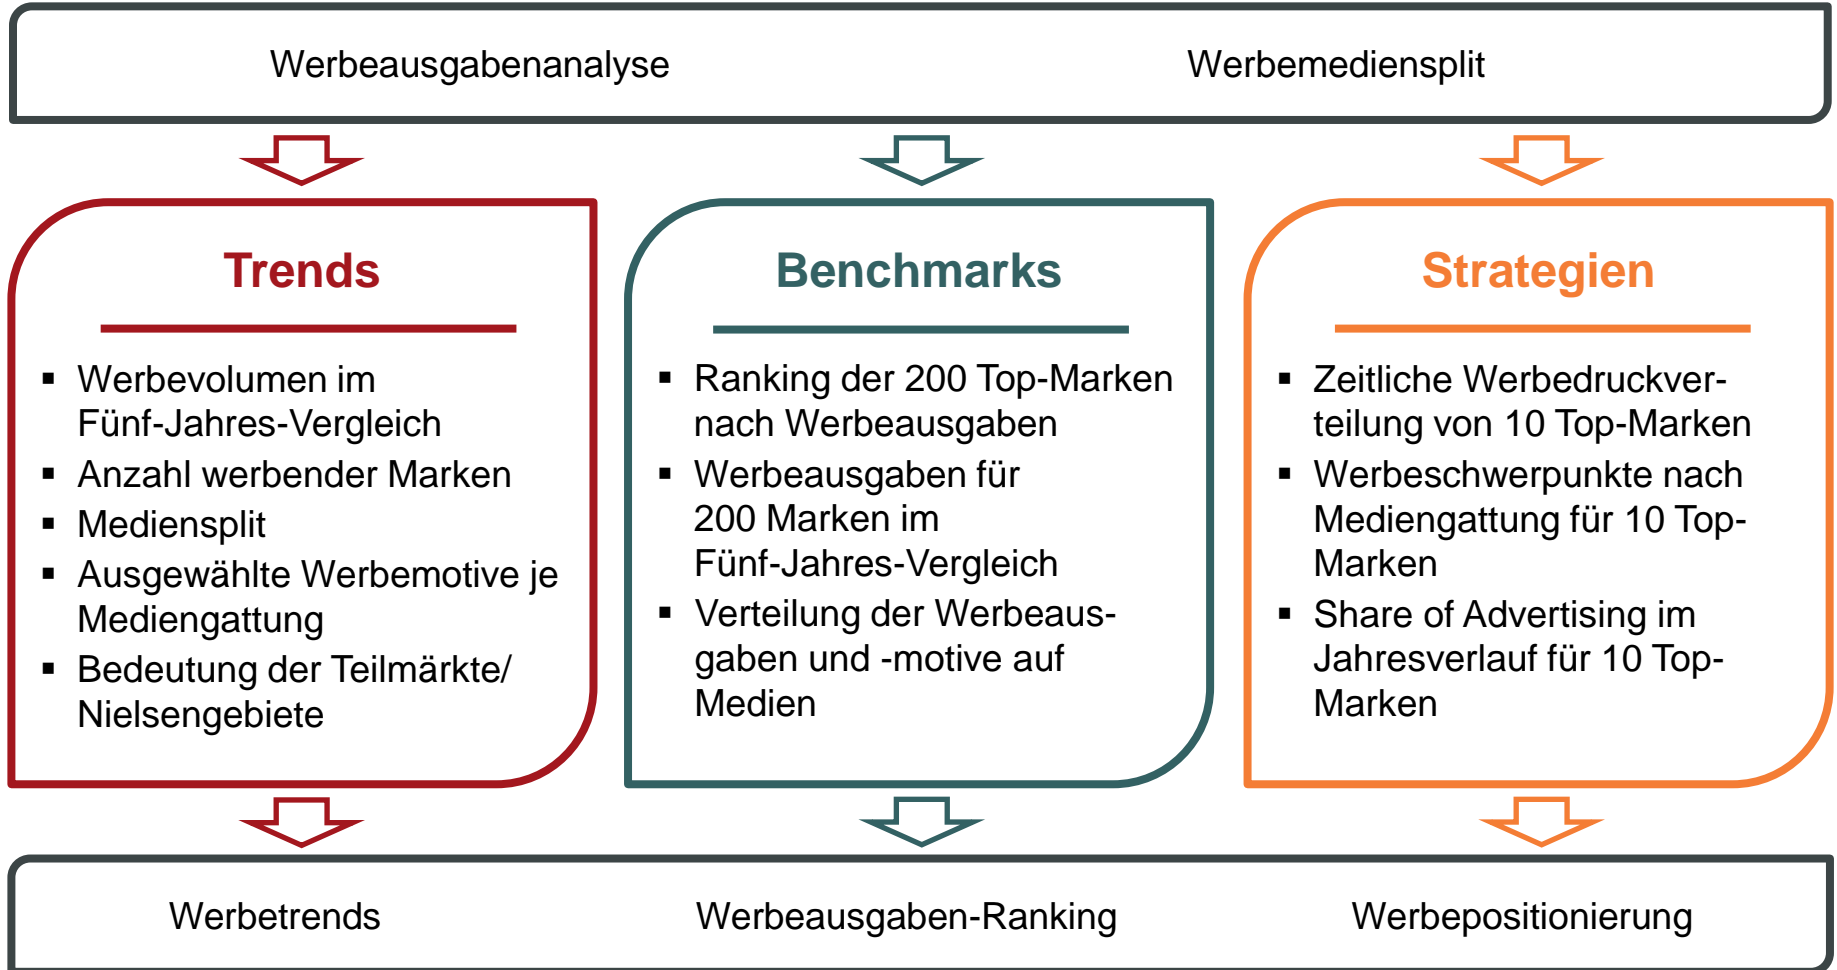 Werbeausgabenanalyse
Werbemediensplit
Trends
▪ Werbevolumen im
Fünf-Jahres-Vergleich
▪ Anzahl werbender Marken
▪ Mediensplit
▪ Ausgewählte Werbemotive je
Mediengattung
▪ Bedeutung der Teilmärkte/
Nielsengebiete
Benchmarks
▪ Ranking der 200 Top-Marken
nach Werbeausgaben
▪ Werbeausgaben für
200 Marken im
Fünf-Jahres-Vergleich
▪ Verteilung der Werbeaus-
gaben und -motive auf
Medien
Strategien
▪ Zeitliche Werbedruckver-
teilung von 10 Top-Marken
▪ Werbeschwerpunkte nach
Mediengattung für 10 Top-
Marken
▪ Share of Advertising im
Jahresverlauf für 10 Top-
Marken
Werbetrends
Werbeausgaben-Ranking
Werbepositionierung